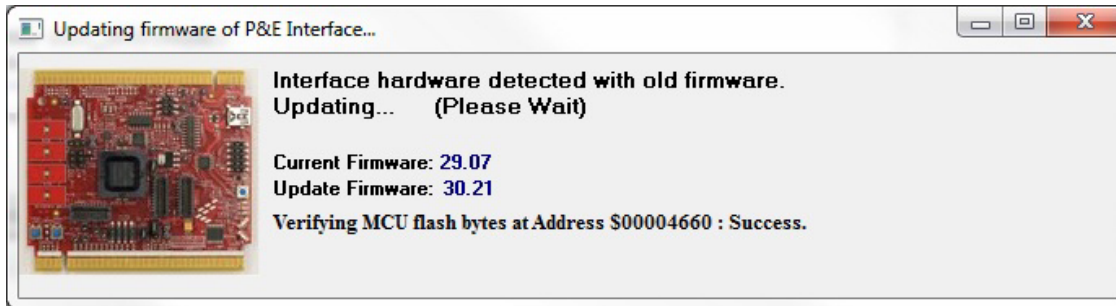 Updating firmware of P&E Interface...
Interface hardware detected with old firmware.
Updating... (Please Wait)
Current Firmware: 29.07
Update Firmware: 30.21
Verifying MCU flash bytes at Address $00004660 : Success.